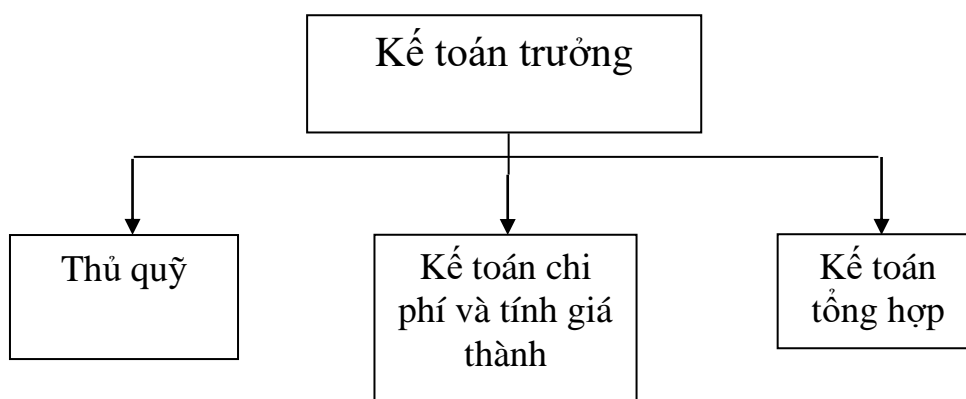 Kế toán trưởng
Thủ quỹ
Kế toán chi
phí và tính giá
thành
Kế toán
tổng hợp